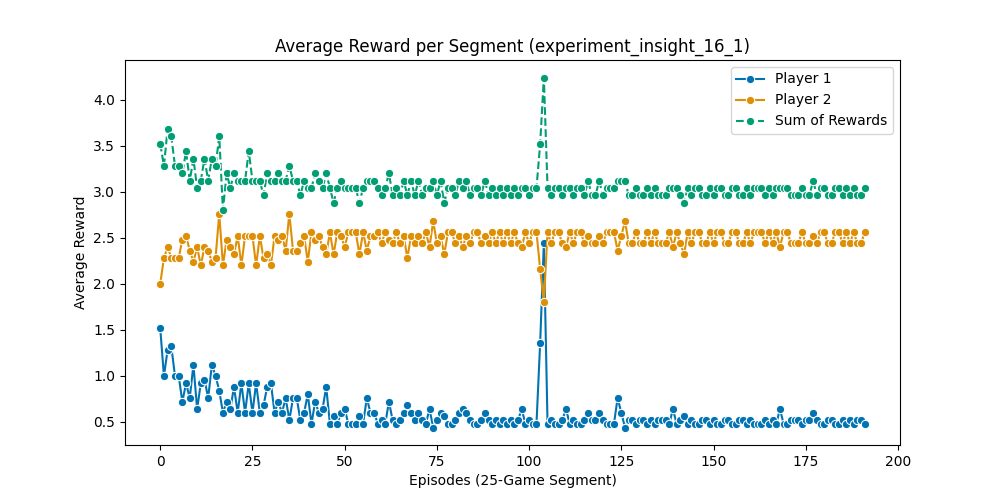 Average Reward per Segment (experiment_insight_16_1)
Average Reward
4.0
3.5
3.0
2.5
2.0
1.5
1.0
0.5
Player 1
Player 2
Sum of Rewards
0 25 50 75 100 125 150 175 200
Episodes (25-Game Segment)